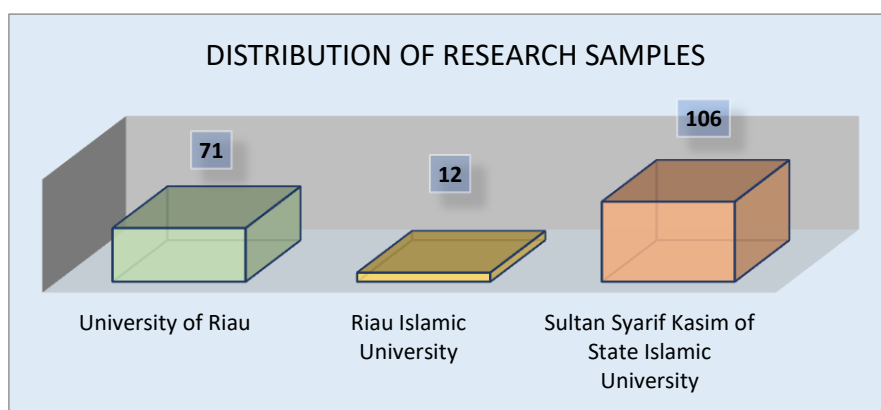 DISTRIBUTION OF RESEARCH SAMPLES
71
12
106
University of Riau
Riau Islamic
University
Sultan Syarif Kasim of
State Islamic
University